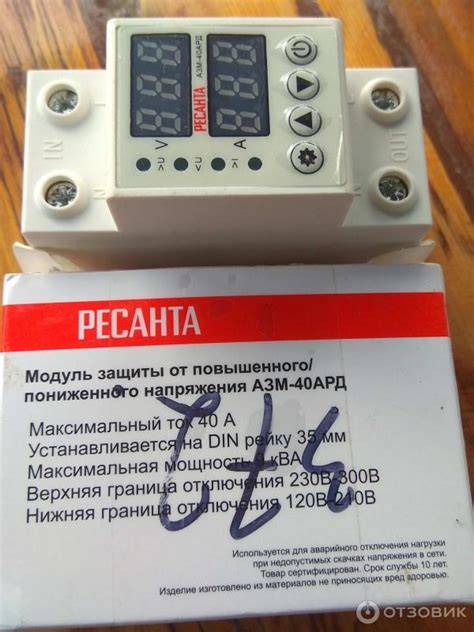 АЗМ-40АРД
РЕСАНТА
IN
N
N
OUT
V
A
>U
<U
>I
РЕСАНТА
Модуль защиты от повышенного/
пониженного напряжения АЗМ-40АРД
Максимальный ток 40 А
Устанавливается на DIN рейку 35 мм
Максимальная мощность кВА
Верхняя граница отключения 230В-300В
Нижняя граница отключения 120В-210В
Используется для аварийного отключения нагрузки
при недопустимых скачках напряжения в сети.
Товар сертифицирован. Срок службы 10 лет.
Изделие изготовлено из материалов не приносящих вред здоровью.
ОТЗОВИК